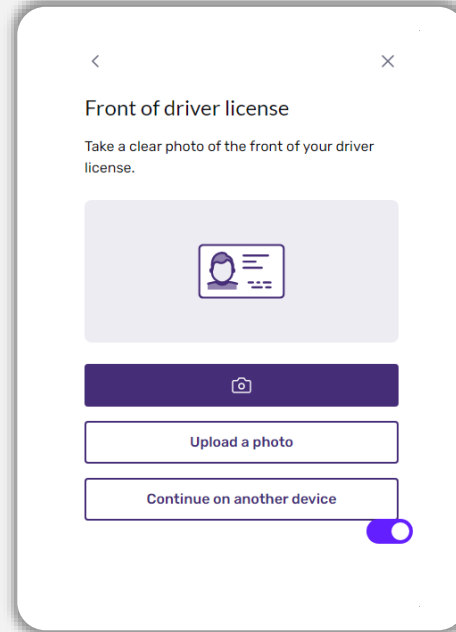 Front of driver license
Take a clear photo of the front of your driver
license.
Upload a photo
Continue on another device